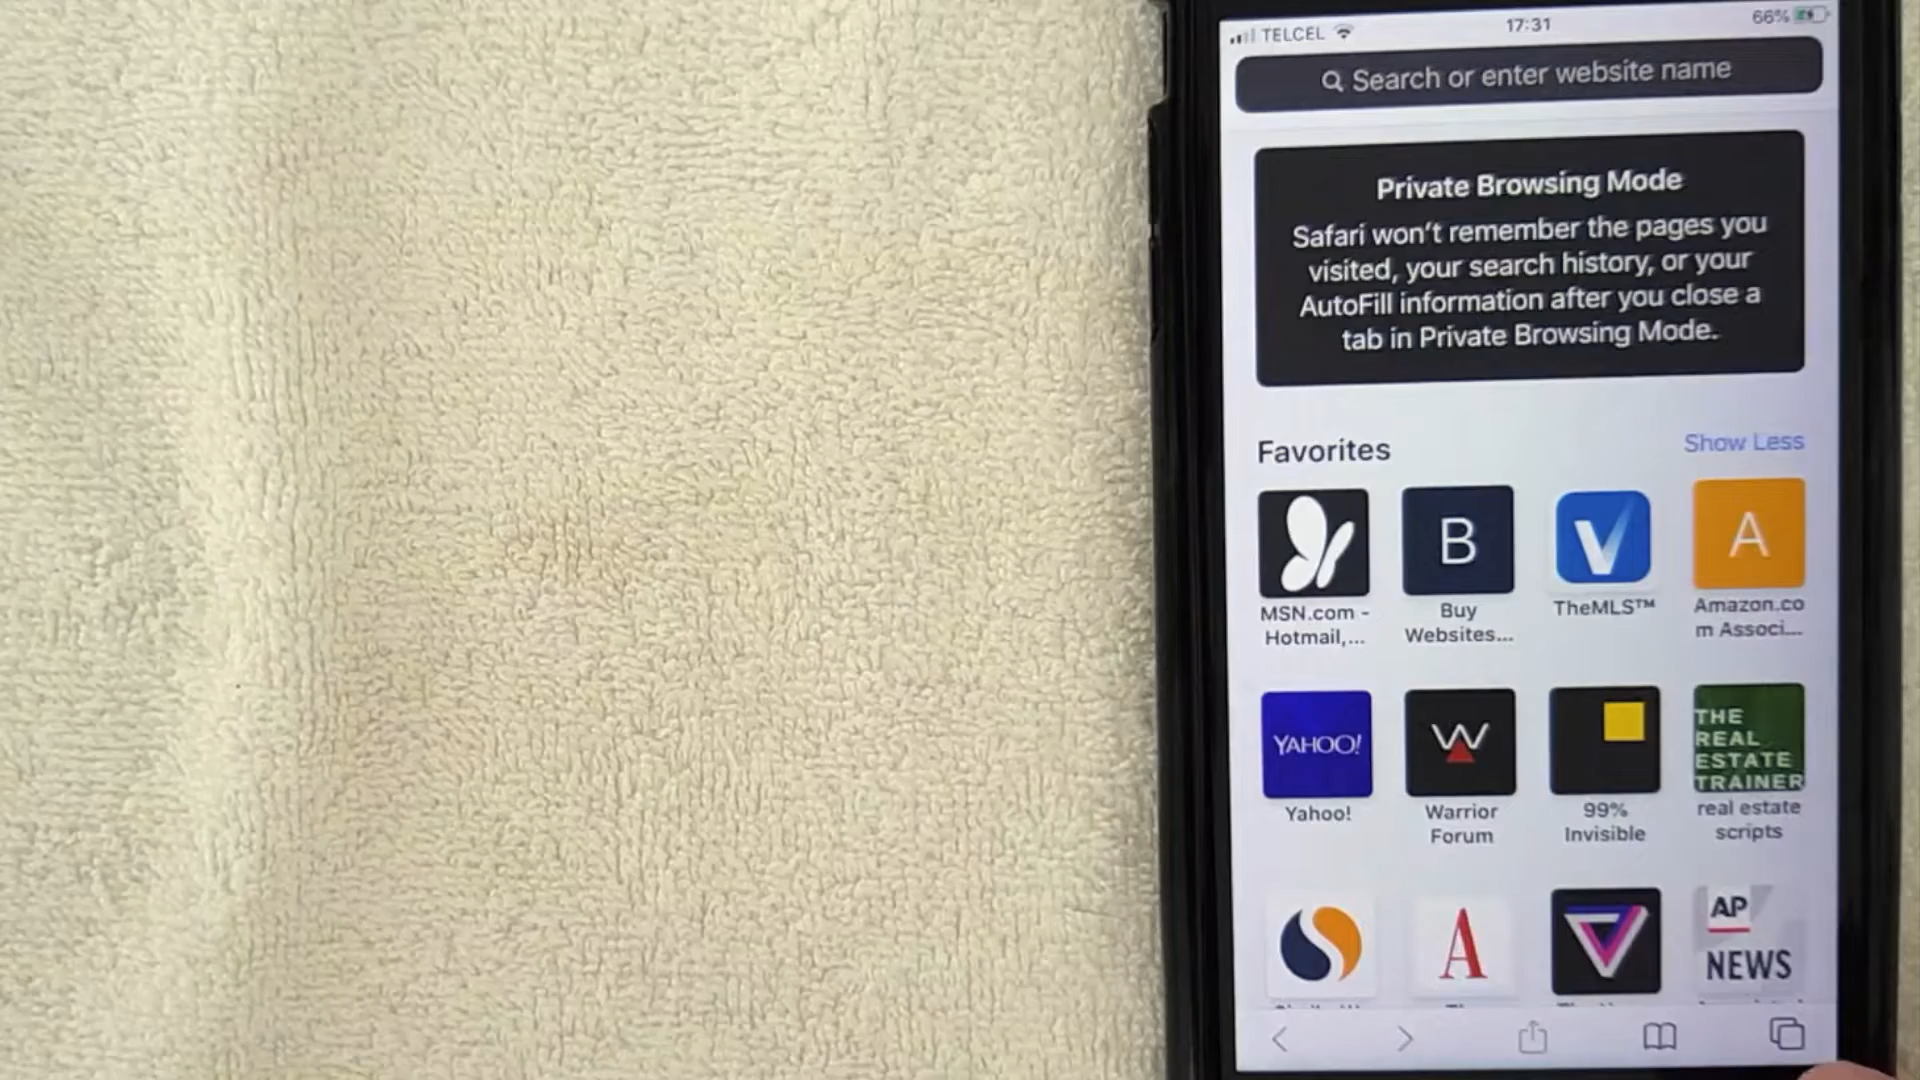 TELCEL 17:31 66%
Search or enter website name
Private Browsing Mode
Safari won't remember the pages you
visited, your search history, or your
AutoFill information after you close a
tab in Private Browsing Mode.
Favorites Show Less
B
A
MSN.com -
Hotmail,...
Buy
Websites...
TheMLS™
Amazon.co
m Associ...
YAHOO!
W
THE
REAL
ESTATE
TRAINER
Yahoo!
Warrior
Forum
99%
Invisible
real estate
scripts
A
AP
NEWS